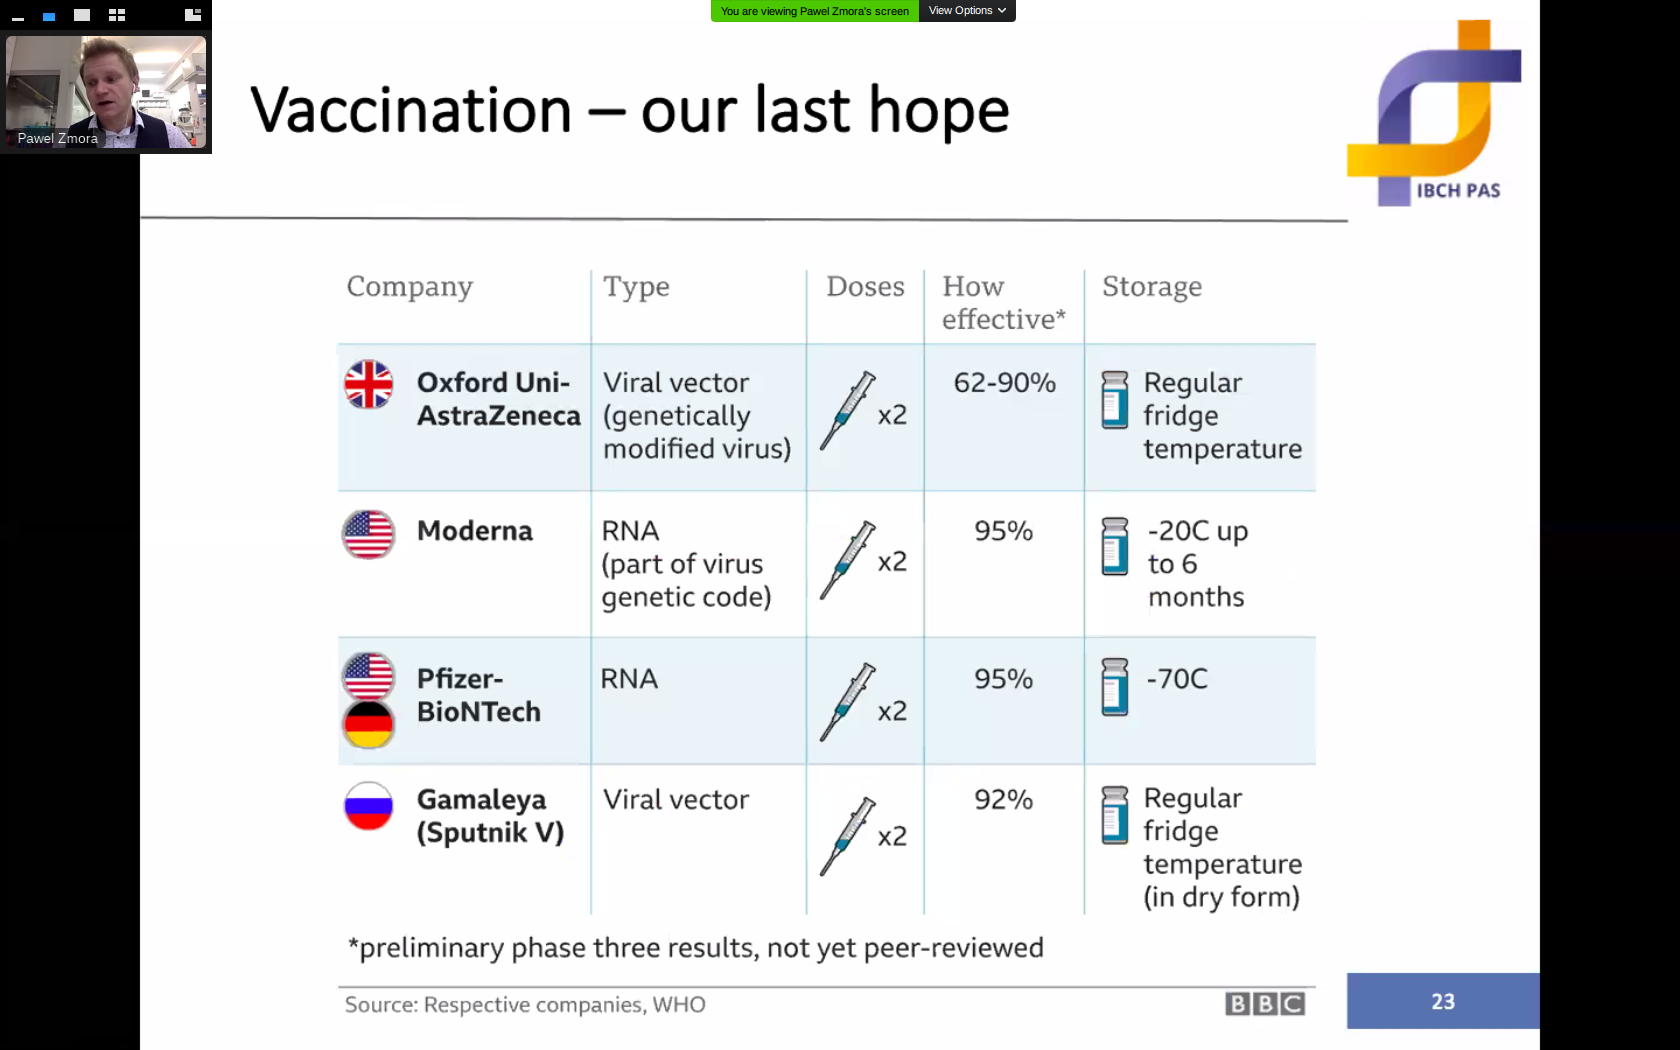 You are viewing Pawel Zmora's screen
View Options
Pawel Zmora
Vaccination – our last hope
IBCH PAS
Company
Type
Doses
How
effective*
Storage
Oxford Uni-
AstraZeneca
Viral vector
(genetically
modified virus)
x2
62-90%
Regular
fridge
temperature
Moderna
RNA
(part of virus
genetic code)
x2
95%
-20C up
to 6
months
Pfizer-
BioNTech
RNA
x2
95%
-70C
Gamaleya
(Sputnik V)
Viral vector
x2
92%
Regular
fridge
temperature
(in dry form)
*preliminary phase three results, not yet peer-reviewed
Source: Respective companies, WHO
BBC
23